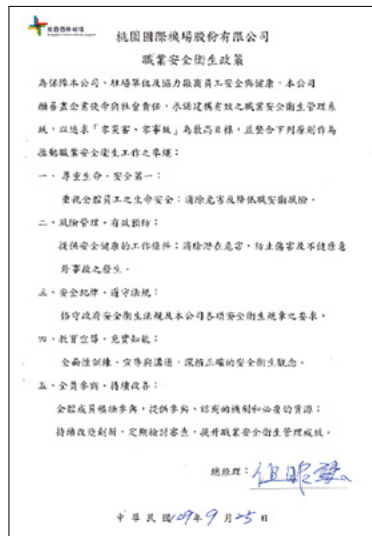 桃園國際機場股份有限公司
職業安全衛生政策
為保障本公司、駐場單位及協力廠商員工安全與健康，本公司
願善盡企業使命與社會責任，承諾建構有效之職業安全衛生管理系
統，以追求「零災害、零事故」為最高目標，並整合下列原則作為
推動職業安全衛生工作之準繩：
一、尊重生命，安全第一：
重視全體員工之生命安全；消除危害及降低職安衛風險。
二、風險管理，有效預防：
提供安全健康的工作條件；消除潛在危害，防止傷害及不健康意
外事故之發生。
三、安全紀律，遵守法規：
恪守政府安全衛生法規及本公司各項安全衛生規章之要求。
四、教育宣導，充實知能：
全面性訓練、宣導與溝通，深植正確的安全衛生觀念。
五、全員參與，持續改善：
全體成員積極參與，提供參與、諮商的機制和必要的資源；
持續改進創新，定期檢討審查，提升職業安全衛生管理成效。
總經理：
中華民國109年9月25日